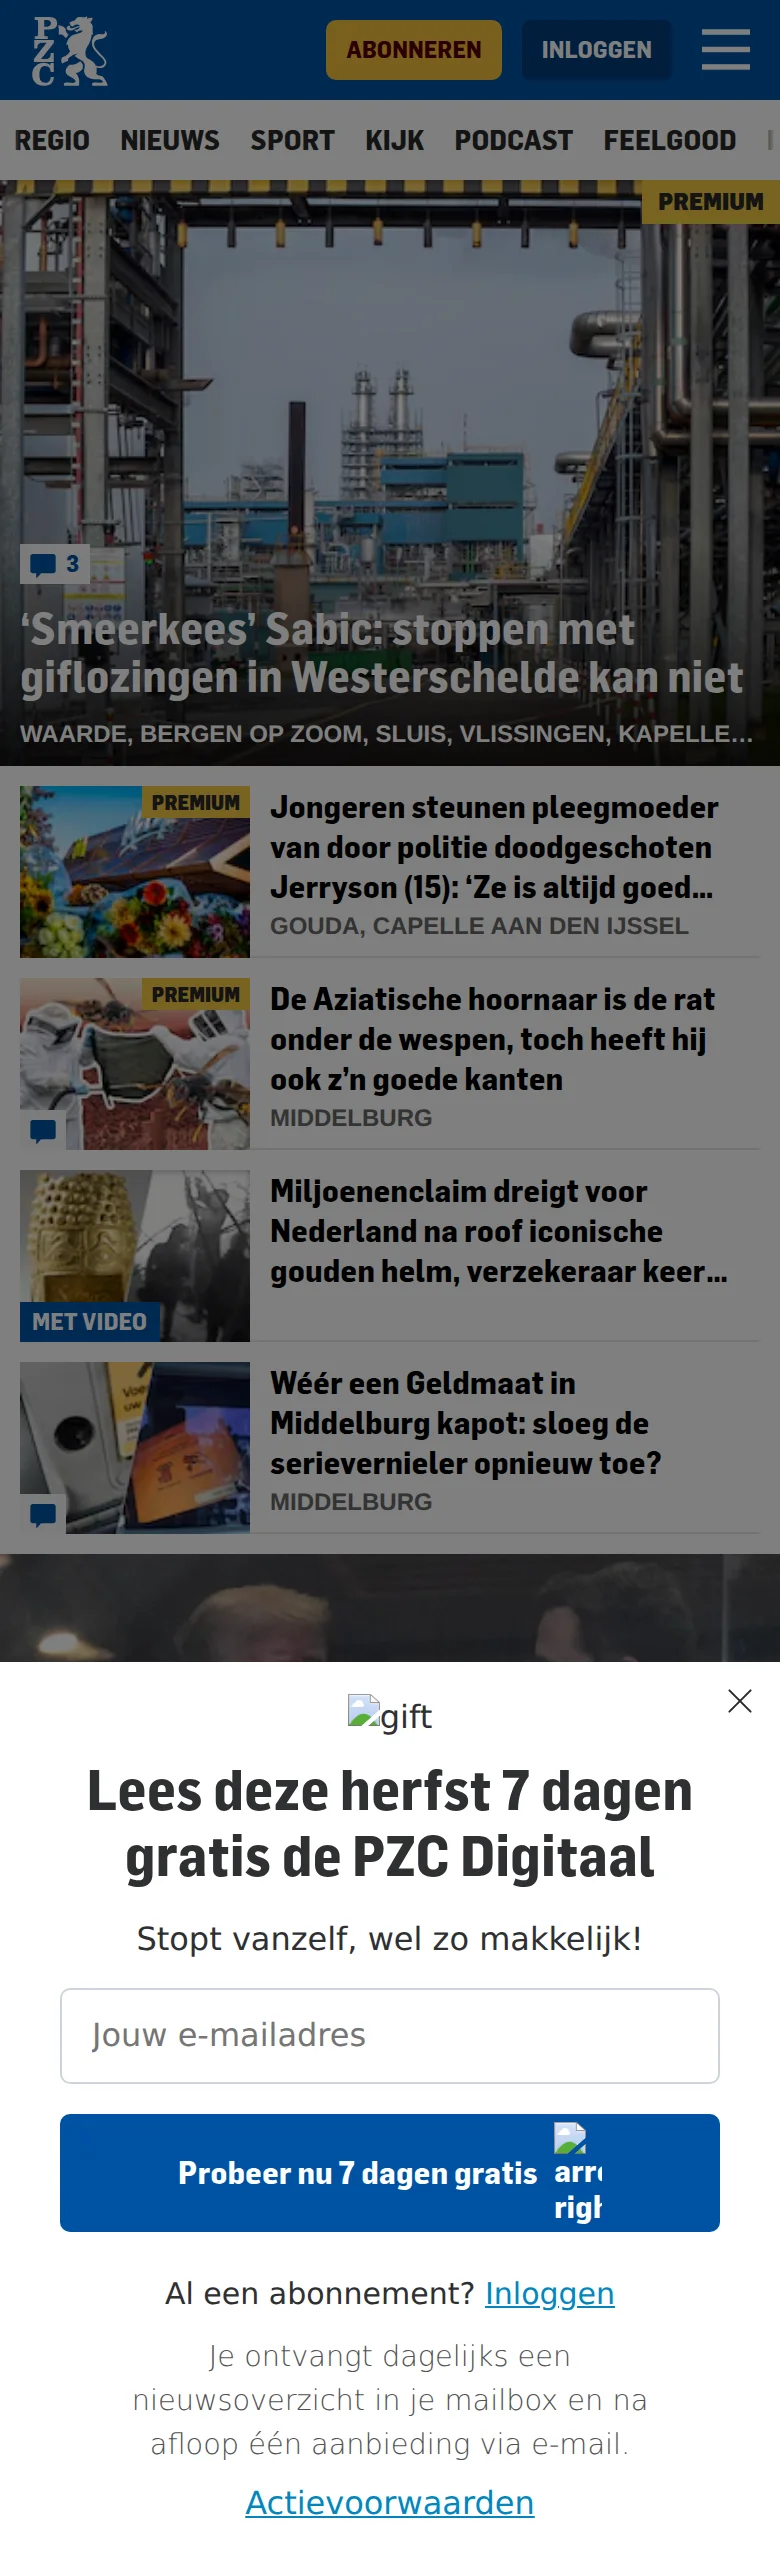 PZC
ABONNEREN
INLOGGEN
REGIO NIEUWS SPORT KIJK PODCAST FEELGOOD
PREMIUM
3
‘Smeerkees’ Sabic: stoppen met
giflozingen in Westerschelde kan niet
WAARDE, BERGEN OP ZOOM, SLUIS, VLISSINGEN, KAPELLE...
PREMIUM
Jongeren steunen pleegmoeder
van door politie doodgeschoten
Jerryson (15): ‘Ze is altijd goed...
GOUDA, CAPELLE AAN DEN IJSSEL
PREMIUM
De Aziatische hoornaar is de rat
onder de wespen, toch heeft hij
ook z’n goede kanten
MIDDELBURG
MET VIDEO
Miljoenenclaim dreigt voor
Nederland na roof iconische
gouden helm, verzekeraar keer...
Wéér een Geldmaat in
Middelburg kapot: sloeg de
serievernieler opnieuw toe?
MIDDELBURG
gift
Lees deze herfst 7 dagen
gratis de PZC Digitaal
Stopt vanzelf, wel zo makkelijk!
Jouw e-mailadres
Probeer nu 7 dagen gratis
Al een abonnement? Inloggen
Je ontvangt dagelijks een
nieuwsoverzicht in je mailbox en na
afloop één aanbieding via e-mail.
Actievoorwaarden